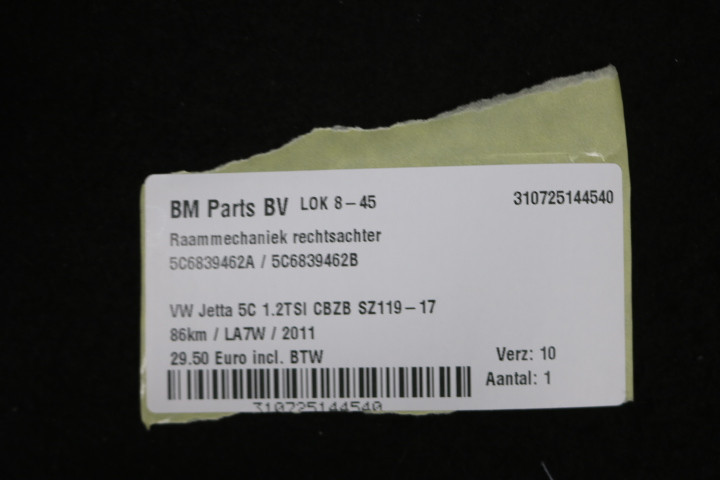 BM Parts BV LOK 8-45 310725144540
Raammechaniek rechtsachter
5C6839462A / 5C6839462B
VW Jetta 5C 1.2TSI CBZB SZ119-17
86km / LA7W / 2011
29.50 Euro incl. BTW Verz: 10
Aantal: 1
310725144540